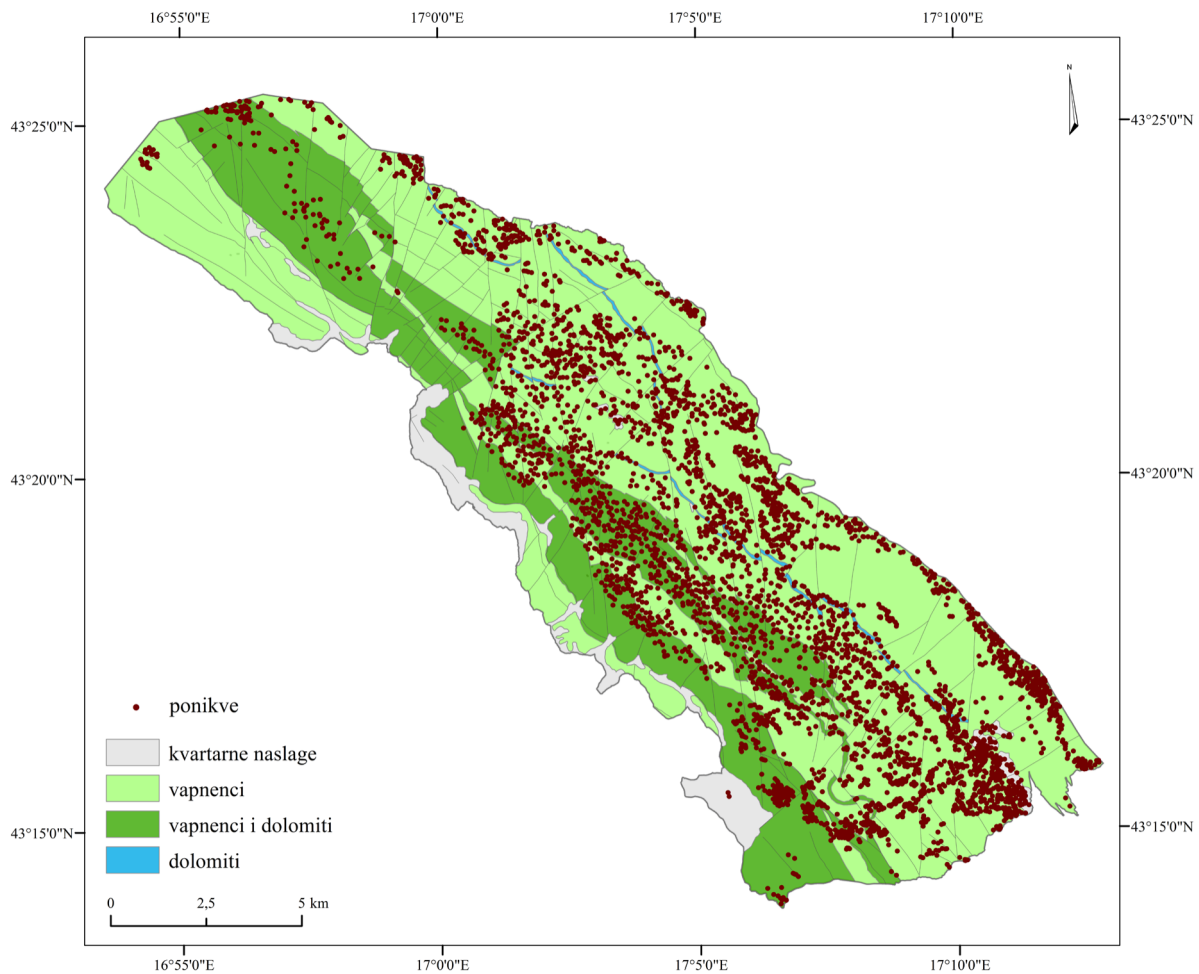 16°55'0"E 17°0'0"E 17°5'0"E 17°10'0"E
N
43°25'0"N 43°25'0"N
43°20'0"N 43°20'0"N
ponikve
kvartarne naslage
vapnenci
vapnenci i dolomiti
43°15'0"N 43°15'0"N
dolomiti
0 2,5 5 km
16°55'0"E 17°0'0"E 17°5'0"E 17°10'0"E